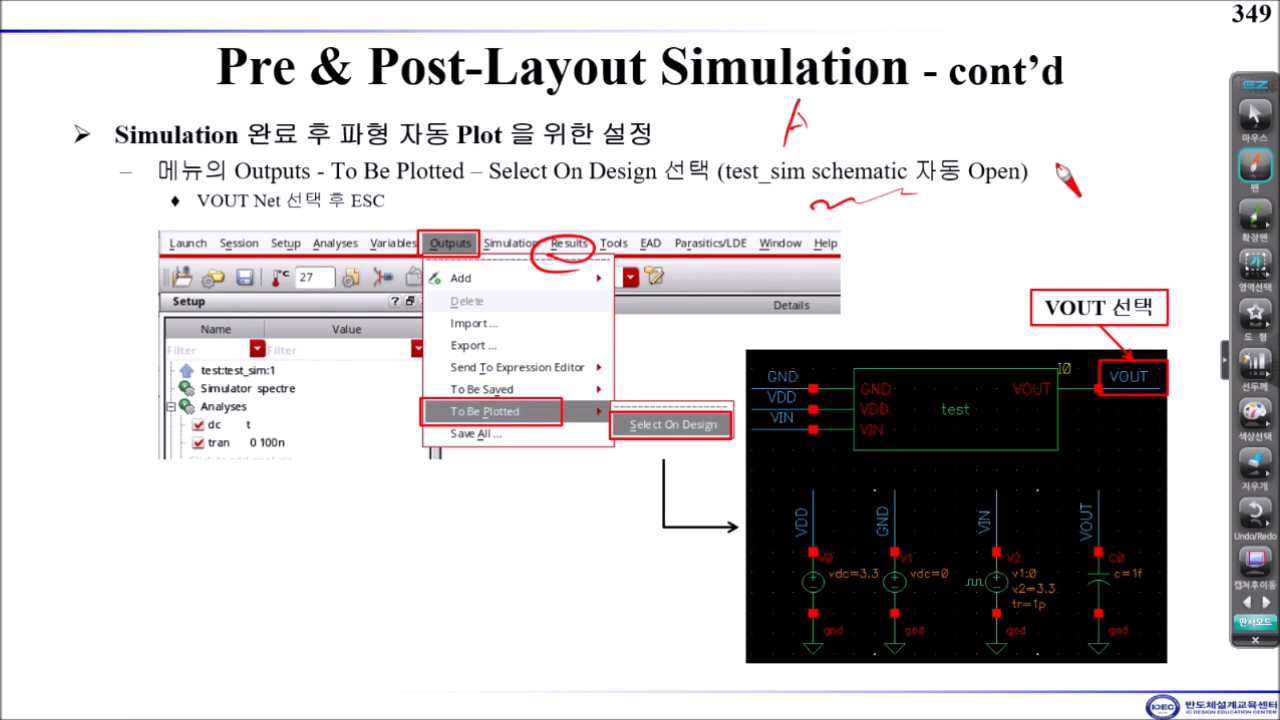 349
Pre & Post-Layout Simulation - cont’d
➢ Simulation 완료 후 파형 자동 Plot 을 위한 설정
– 메뉴의 Outputs - To Be Plotted – Select On Design 선택 (test_sim schematic 자동 Open)
♦ VOUT Net 선택 후 ESC
Launch Session Setup Analyses Variables Outputs Simulation Results Tools EAD Parasitics/LDE Window Help
°C 27
Setup
Name Value
Filter Filter
test:test_sim:1
Simulator spectre
Analyses
dc t
tran 0 100n
Add
Delete
Import ...
Export ...
Send To Expression Editor
To Be Saved
To Be Plotted
Save All ...
Select On Design
Details
VOUT 선택
GND
VDD
VIN
GND
VDD
VIN
test
VOUT
I0
VOUT
VDD
GND
VIN
VOUT
V0
vdc=3.3
gnd
V1
vdc=0
gnd
V2
v1:0
v2=3.3
tr=1p
gnd
C0
c=1f
gnd
EZ
마우스
펜
확장펜
영역선택
도 형
선두께
색상선택
지우개
Undo/Redo
캡쳐후이동
판서모드
IDEC 반도체설계교육센터
IC DESIGN EDUCATION CENTER